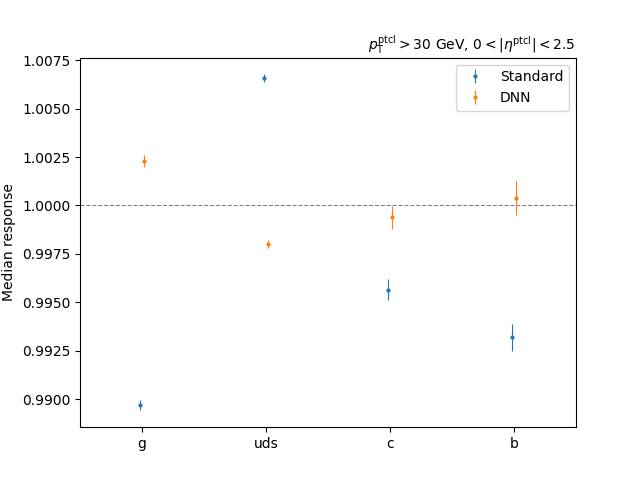 p_T^ptcl > 30 GeV, 0 < |η^ptcl| < 2.5
Standard
DNN
Median response
1.0075
1.0050
1.0025
1.0000
0.9975
0.9950
0.9925
0.9900
g uds c b